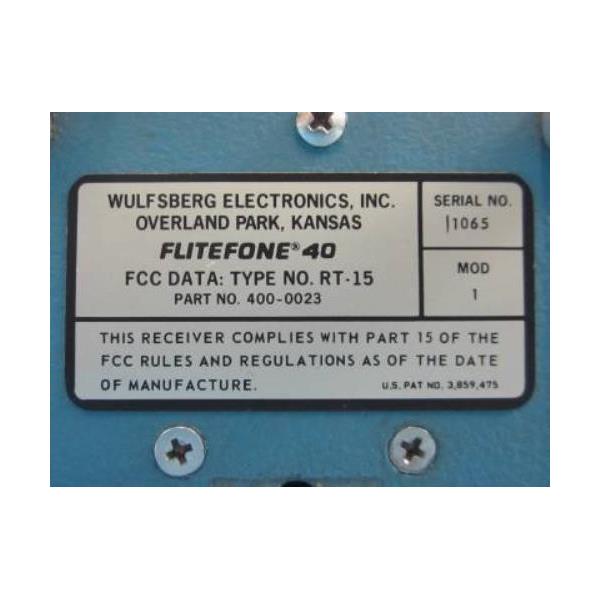 WULFSBERG ELECTRONICS, INC.
OVERLAND PARK, KANSAS
FLITEFONE® 40
FCC DATA: TYPE NO. RT-15
PART NO. 400-0023
SERIAL NO.
11065
MOD
1
THIS RECEIVER COMPLIES WITH PART 15 OF THE
FCC RULES AND REGULATIONS AS OF THE DATE
OF MANUFACTURE.
U.S. PAT NO. 3,859,475